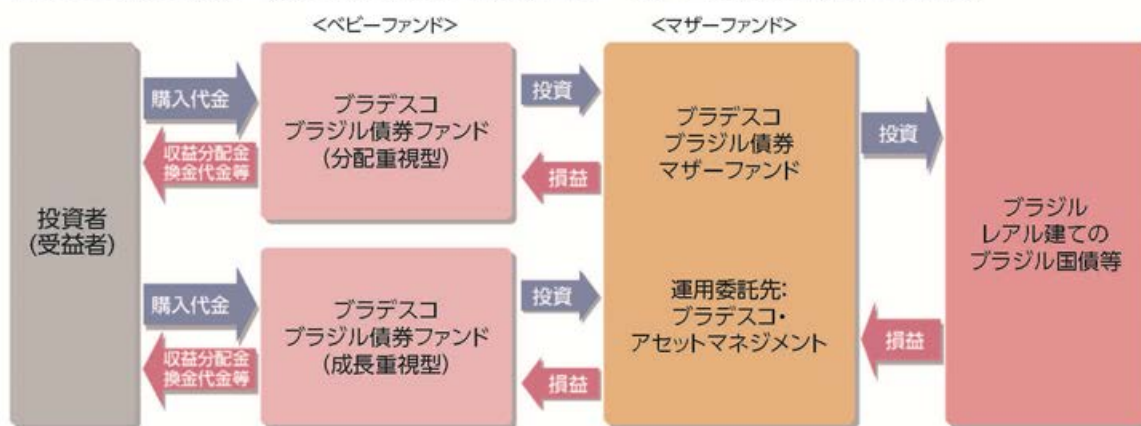 <ベビーファンド>
<マザーファンド>
投資者
(受益者)
購入代金
収益分配金
換金代金等
ブラデスコ
ブラジル債券ファンド
(分配重視型)
投資
損益
購入代金
収益分配金
換金代金等
ブラデスコ
ブラジル債券ファンド
(成長重視型)
投資
損益
ブラデスコ
ブラジル債券
マザーファンド
運用委託先:
ブラデスコ・
アセットマネジメント
投資
損益
ブラジル
レアル建ての
ブラジル国債等